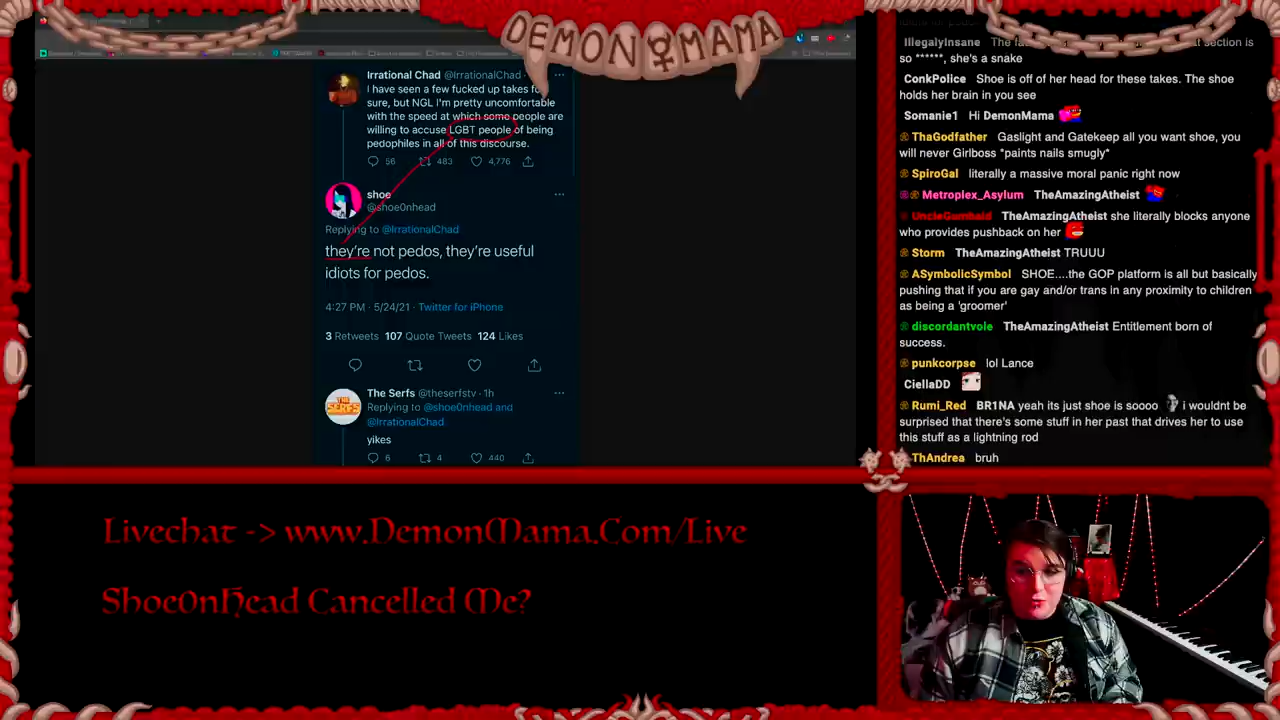 DEMON MAMA
Irrational Chad @IrrationalChad
I have seen a few fucked up takes for
sure, but NGL I'm pretty uncomfortable
with the speed at which some people are
willing to accuse LGBT people of being
pedophiles in all of this discourse.
56 483 4,776
shoe
@shoe0nhead
Replying to @IrrationalChad
they're not pedos, they're useful
idiots for pedos.
4:27 PM · 5/24/21 · Twitter for iPhone
3 Retweets 107 Quote Tweets 124 Likes
The Serfs @theserfstv · 1h
Replying to @shoe0nhead and
@IrrationalChad
yikes
6 4 440
THE
SERFS
IllegalyInsane The
section is
so ******, she's a snake
ConkPolice Shoe is off of her head for these takes. The shoe
holds her brain in you see
Somanie1 Hi DemonMama
ThaGodfather Gaslight and Gatekeep all you want shoe, you
will never Girlboss *paints nails smugly*
SpiroGal literally a massive moral panic right now
Metroplex_Asylum TheAmazingAtheist
UncleGumbald TheAmazingAtheist she literally blocks anyone
who provides pushback on her
Storm TheAmazingAtheist TRUUU
ASymbolicSymbol SHOE....the GOP platform is all but basically
pushing that if you are gay and/or trans in any proximity to children
as being a 'groomer'
discordantvole TheAmazingAtheist Entitlement born of
success.
punkcorpse lol Lance
CiellaDD
Rumi_Red BR1NA yeah its just shoe is soooo i wouldnt be
surprised that there's some stuff in her past that drives her to use
this stuff as a lightning rod
ThAndrea bruh
Livechat -> www.DemonMama.Com/Live
Shoe0nHead Cancelled Me?